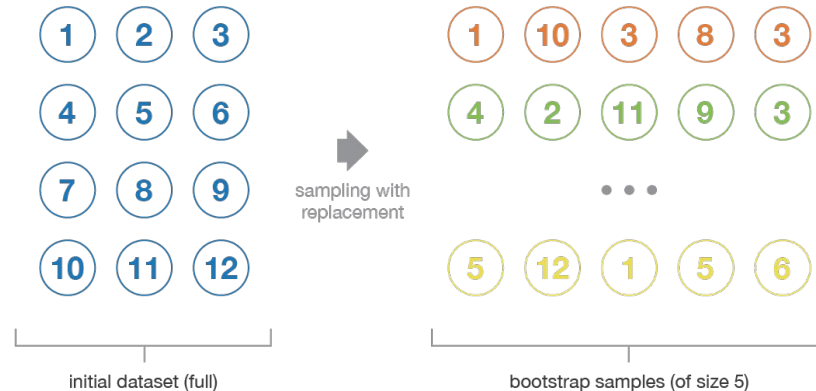 1 2 3
4 5 6
7 8 9
10 11 12
initial dataset (full)
sampling with
replacement
1 10 3 8 3
4 2 11 9 3
...
5 12 1 5 6
bootstrap samples (of size 5)